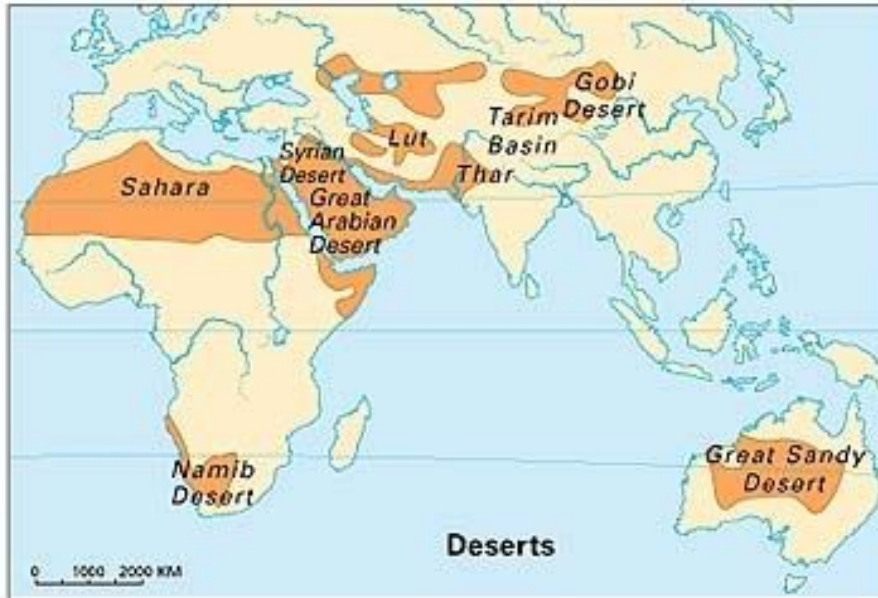 Gobi
Desert
Tarim
Basin
Lut
Syrian
Desert
Thar
Sahara
Great
Arabian
Desert
Namib
Desert
Great Sandy
Desert
Deserts
0 1000 2000 KM